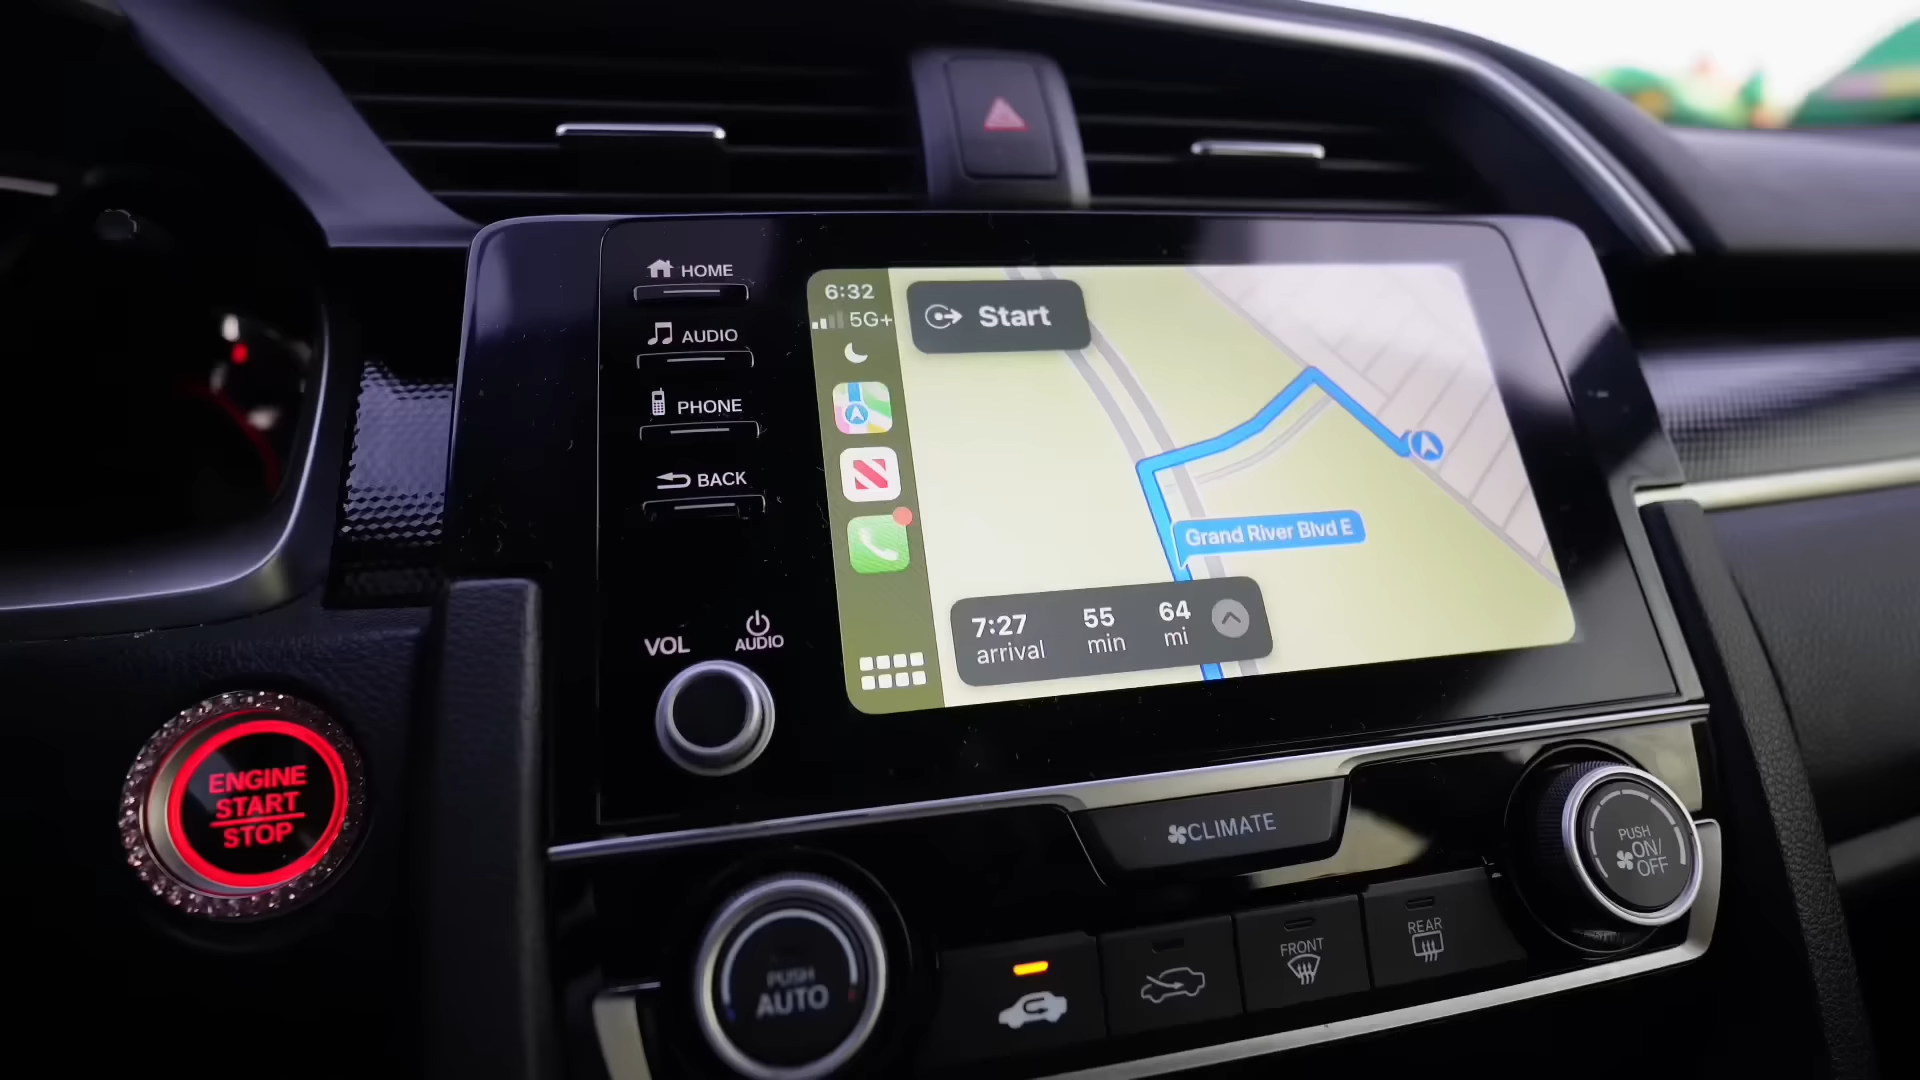 HOME
AUDIO
PHONE
BACK
VOL
AUDIO
6:32
5G+
Start
Grand River Blvd E
7:27
arrival
55
min
64
mi
ENGINE
START
STOP
CLIMATE
PUSH
ON/
OFF
PUSH
AUTO
FRONT
REAR